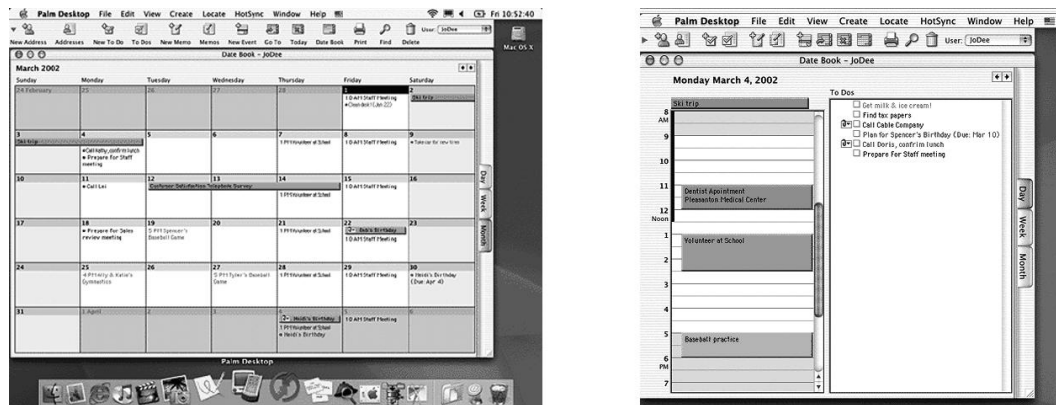 Palm Desktop File Edit View Create Locate HotSync Window Help Fri 10:52:40
User: JoDee
New Address Addresses New To Do To Dos New Memo Memos New Event Go To Today Date Book Print Find Delete
Mac OS X
Date Book - JoDee
March 2002
Sunday Monday Tuesday Wednesday Thursday Friday Saturday
24 February 25 26 27 28 1 2
10 AM Staff Meeting
Ski trip
3 4 5 6 7 8 9
Ski trip
Call Kathy, confirm lunch
Prepare For Staff
meeting
1 PM Volunteer at School
10 AM Staff Meeting
10 11 12 13 14 15 16
Call Lei
Customer Satisfaction Telephone Survey
1 PM Volunteer at School
10 AM Staff Meeting
17 18 19 20 21 22 23
Prepare For Sales
review meeting
5 PM Spencer's
Baseball Game
1 PM Volunteer at School
Bob's Birthday
10 AM Staff Meeting
24 25 26 27 28 29 30
Gymnastics
5 PM Tyler's Baseball
Game
1 PM Volunteer at School
10 AM Staff Meeting
Heidi's Birthday
(Due: Apr 4)
31 1 April 2 3 4 5 6
Heidi's Birthday
1 PM Volunteer at School
Heidi's Birthday
10 AM Staff Meeting
Day
Week
Month
Palm Desktop
Palm Desktop File Edit View Create Locate HotSync Window Help
User: JoDee
Date Book - JoDee
Monday March 4, 2002
To Dos
Ski trip
8
AM
9
10
11
12
Noon
1
2
3
4
5
6
PM
7
Dentist Apointment
Pleasanton Medical Center
Volunteer at School
Baseball practice
Get milk & ice cream!
Find tax papers
Call Cable Company
Plan for Spencer's Birthday (Due: Mar 10)
Call Doris, confrim lunch
Prepare For Staff meeting
Day
Week
Month